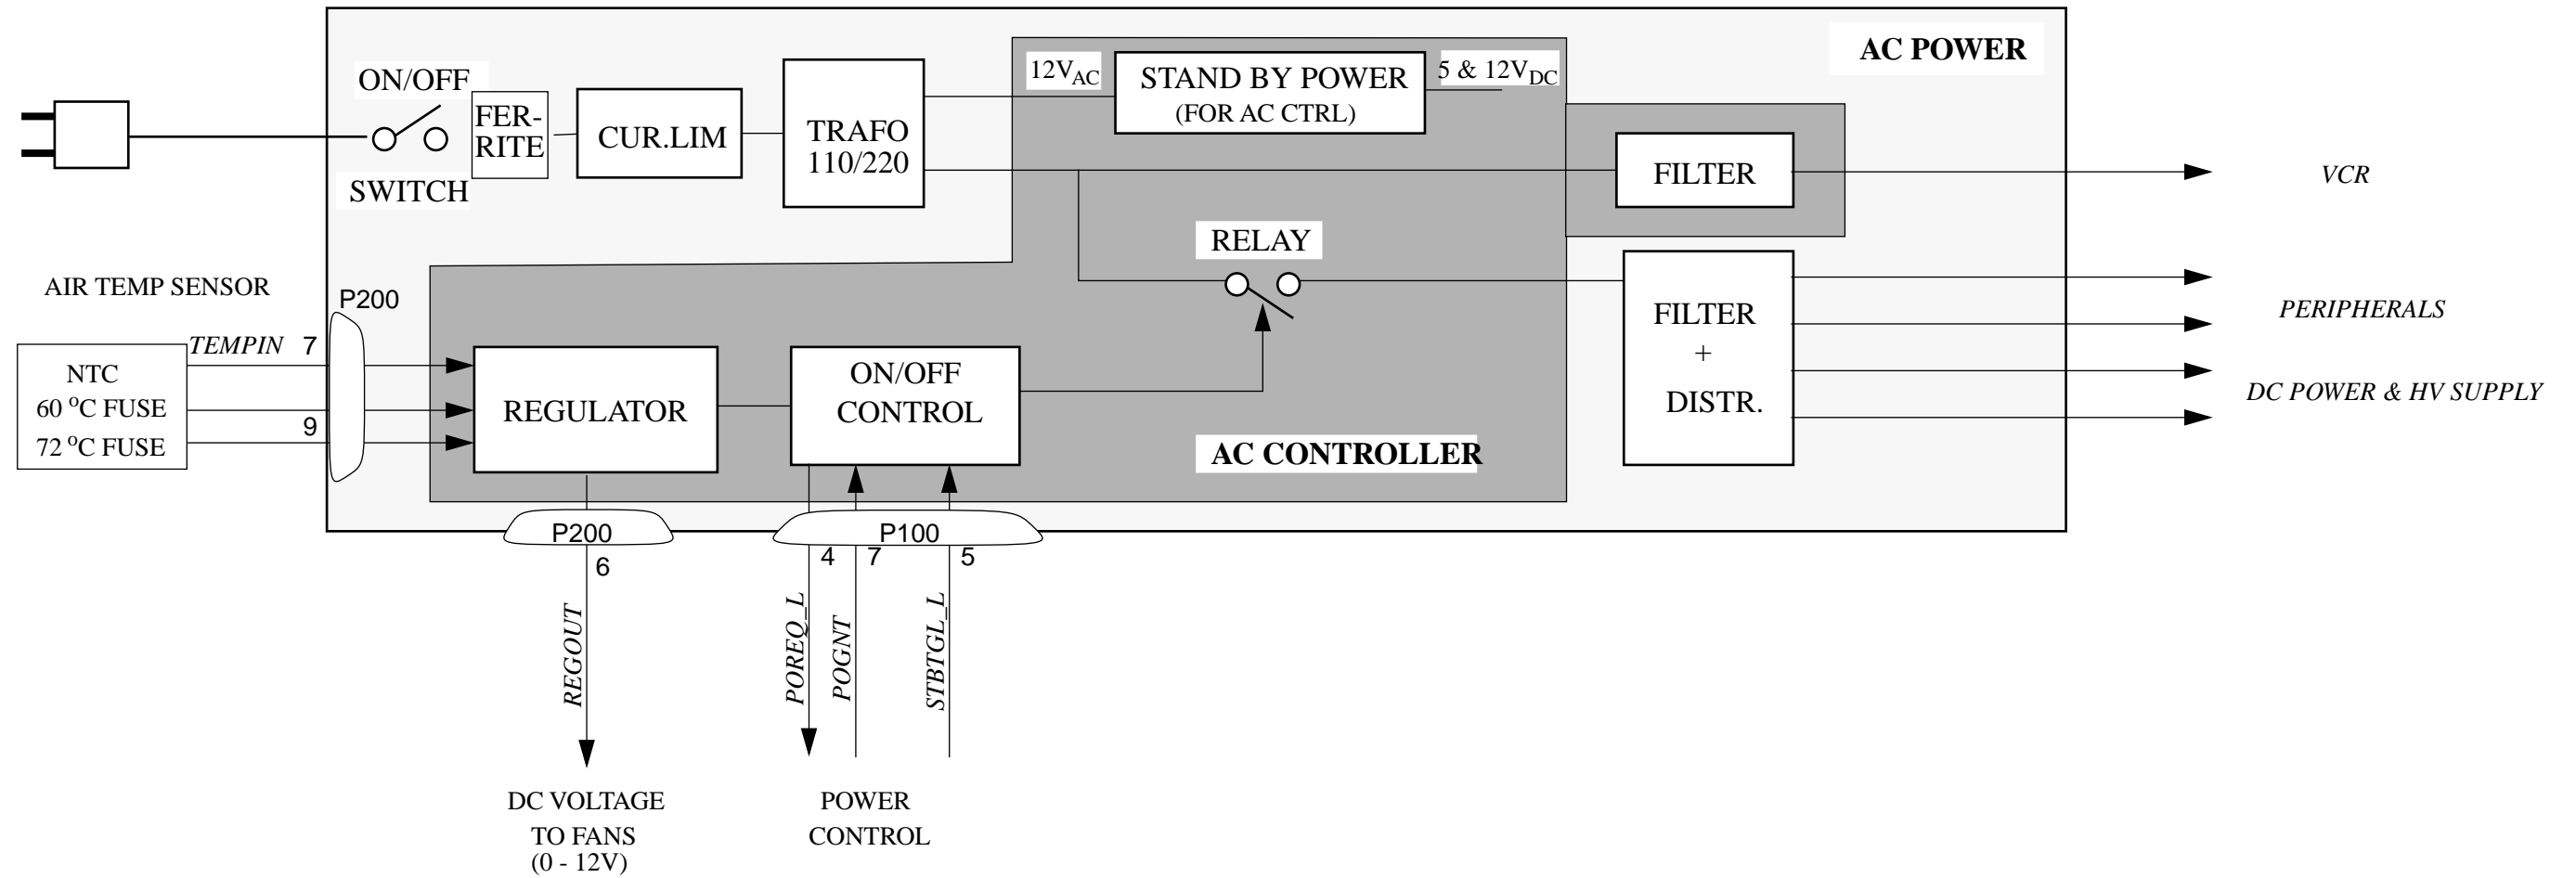 AC POWER
ON/OFF
SWITCH
FER-
RITE
CUR.LIM
TRAFO
110/220
12VAC
STAND BY POWER
(FOR AC CTRL)
5 & 12VDC
FILTER
VCR
RELAY
AIR TEMP SENSOR
P200
TEMPIN 7
NTC
60 oC FUSE
9
72 oC FUSE
REGULATOR
ON/OFF
CONTROL
AC CONTROLLER
FILTER
+
DISTR.
PERIPHERALS
DC POWER & HV SUPPLY
P200
6
P100
4 7 5
REGOUT
POREQ_L
POGNT
STBTGL_L
DC VOLTAGE
TO FANS
(0 - 12V)
POWER
CONTROL